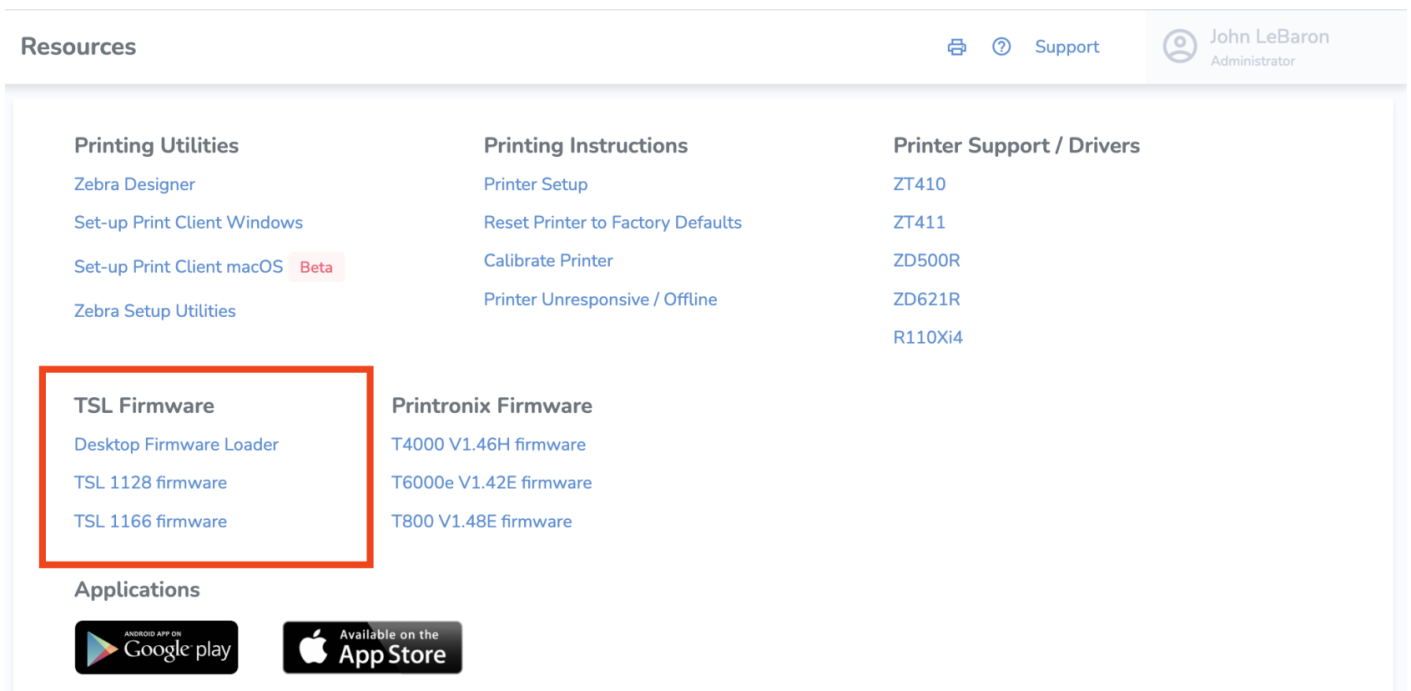 Resources
Support
John LeBaron
Administrator
Printing Utilities
Zebra Designer
Set-up Print Client Windows
Set-up Print Client macOS Beta
Zebra Setup Utilities
Printing Instructions
Printer Setup
Reset Printer to Factory Defaults
Calibrate Printer
Printer Unresponsive / Offline
Printer Support / Drivers
ZT410
ZT411
ZD500R
ZD621R
R110Xi4
TSL Firmware
Desktop Firmware Loader
TSL 1128 firmware
TSL 1166 firmware
Printronix Firmware
T4000 V1.46H firmware
T6000e V1.42E firmware
T800 V1.48E firmware
Applications
ANDROID APP ON
Google play
Available on the
App Store